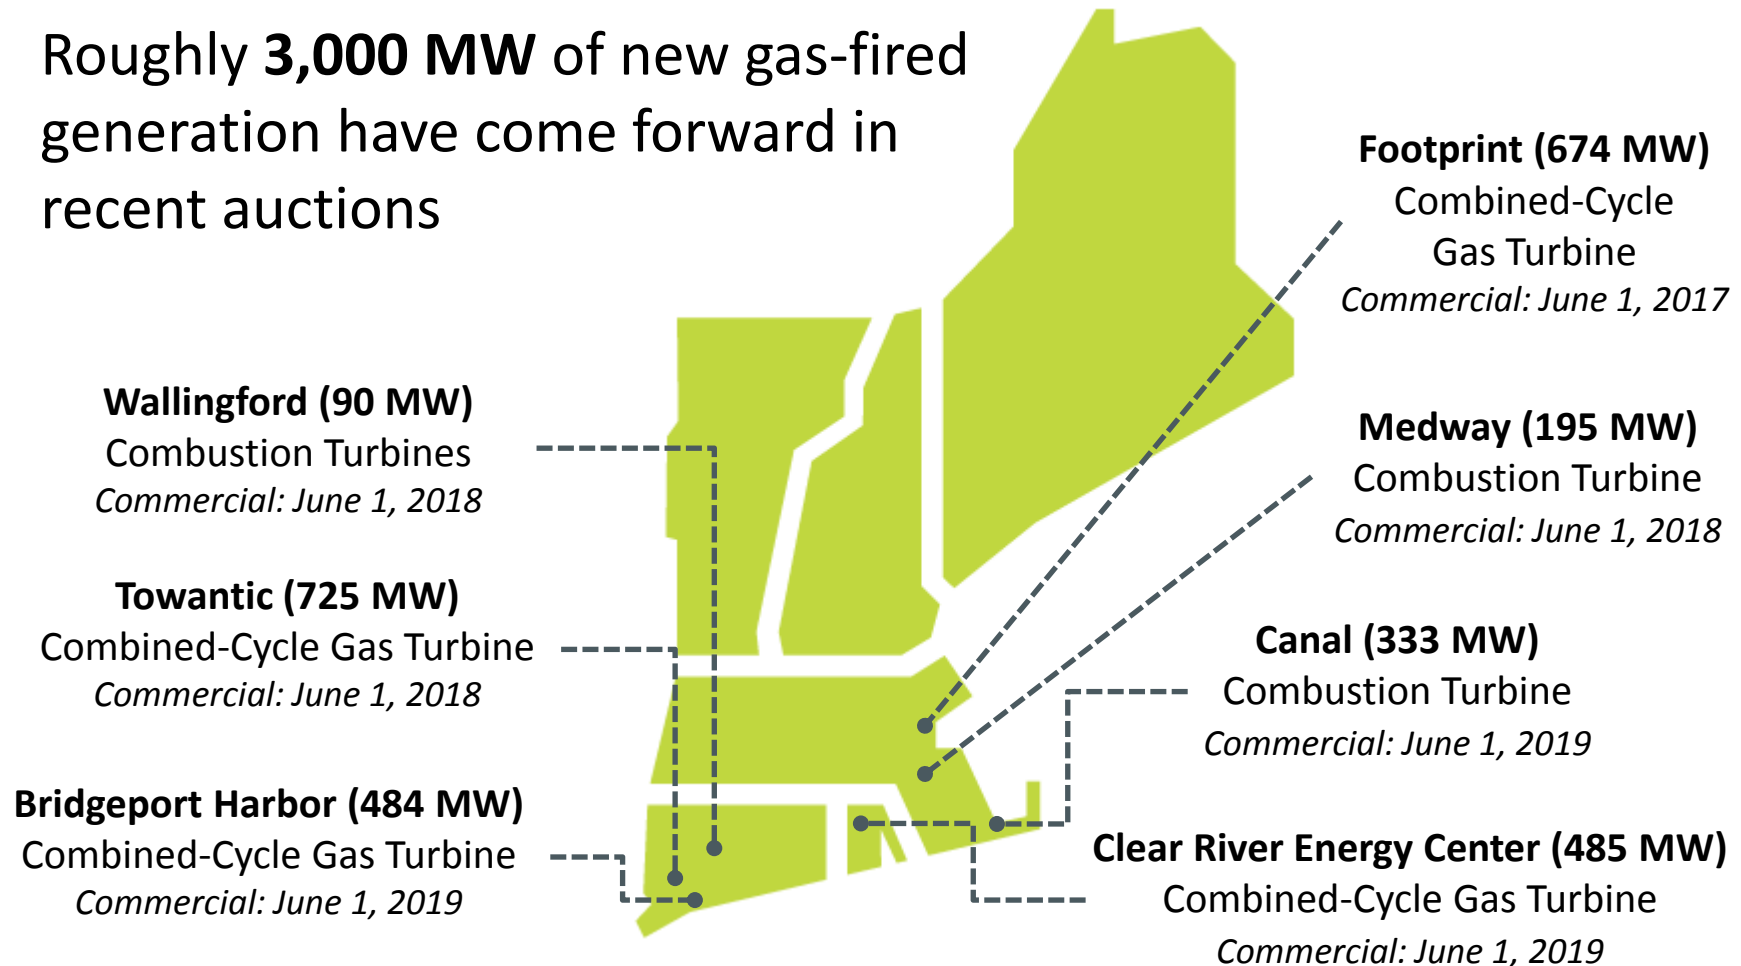 Roughly 3,000 MW of new gas-fired
generation have come forward in
recent auctions
Wallingford (90 MW)
Combustion Turbines
Commercial: June 1, 2018
Towantic (725 MW)
Combined-Cycle Gas Turbine
Commercial: June 1, 2018
Bridgeport Harbor (484 MW)
Combined-Cycle Gas Turbine
Commercial: June 1, 2019
Footprint (674 MW)
Combined-Cycle
Gas Turbine
Commercial: June 1, 2017
Medway (195 MW)
Combustion Turbine
Commercial: June 1, 2018
Canal (333 MW)
Combustion Turbine
Commercial: June 1, 2019
Clear River Energy Center (485 MW)
Combined-Cycle Gas Turbine
Commercial: June 1, 2019